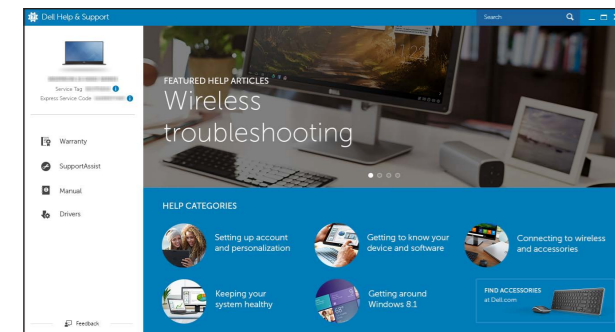 Dell Help & Support
Search
Service Tag
Express Service Code
Warranty
SupportAssist
Manual
Drivers
Feedback
FEATURED HELP ARTICLES
Wireless
troubleshooting
HELP CATEGORIES
Setting up account
and personalization
Getting to know your
device and software
Connecting to wireless
and accessories
Keeping your
system healthy
Getting around
Windows 8.1
FIND ACCESSORIES
at Dell.com